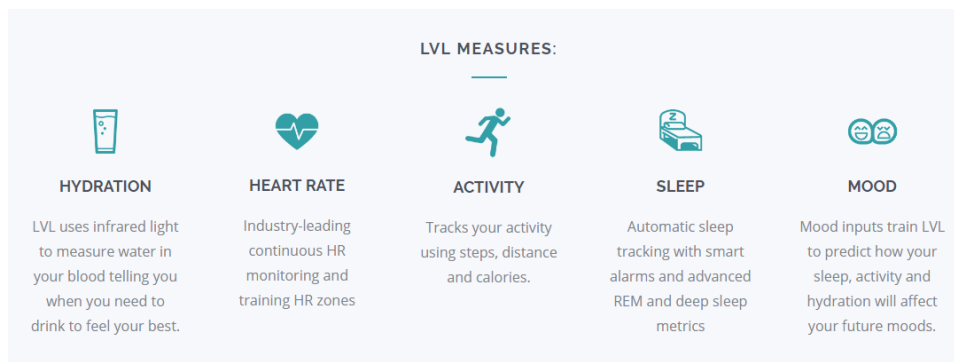 LVL MEASURES:
Z
HYDRATION
LVL uses infrared light
to measure water in
your blood telling you
when you need to
drink to feel your best.
HEART RATE
Industry-leading
continuous HR
monitoring and
training HR zones
ACTIVITY
Tracks your activity
using steps, distance
and calories.
SLEEP
Automatic sleep
tracking with smart
alarms and advanced
REM and deep sleep
metrics
MOOD
Mood inputs train LVL
to predict how your
sleep, activity and
hydration will affect
your future moods.